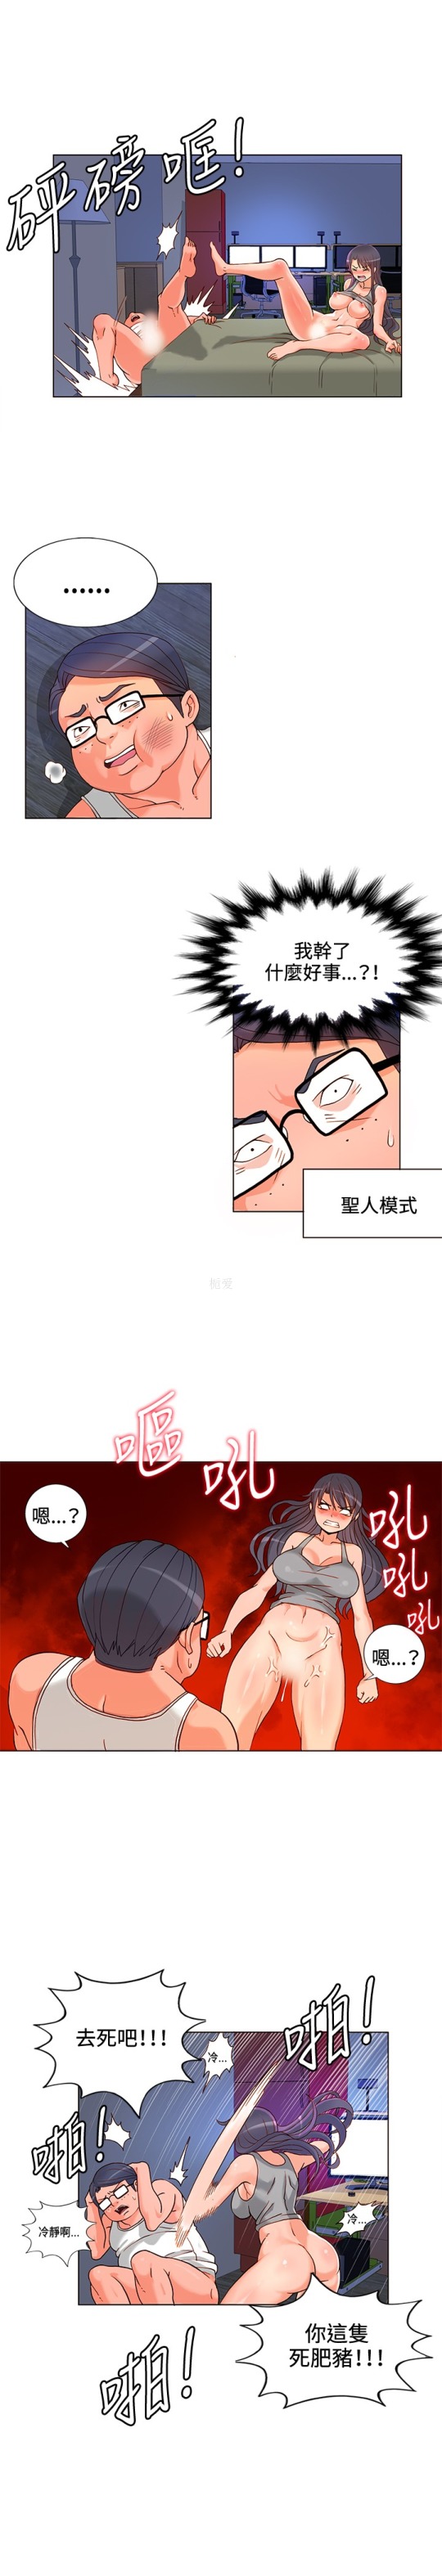 砰磅哐!
......
我幹了
什麼好事...?!
聖人模式
桓爱
嘔
吼
嗯...?
吼
吼
吼
嗯...?
去死吧!!!
冷...
啪!
啪!
冷靜啊...
冷...
你這隻
死肥豬!!!
啪!